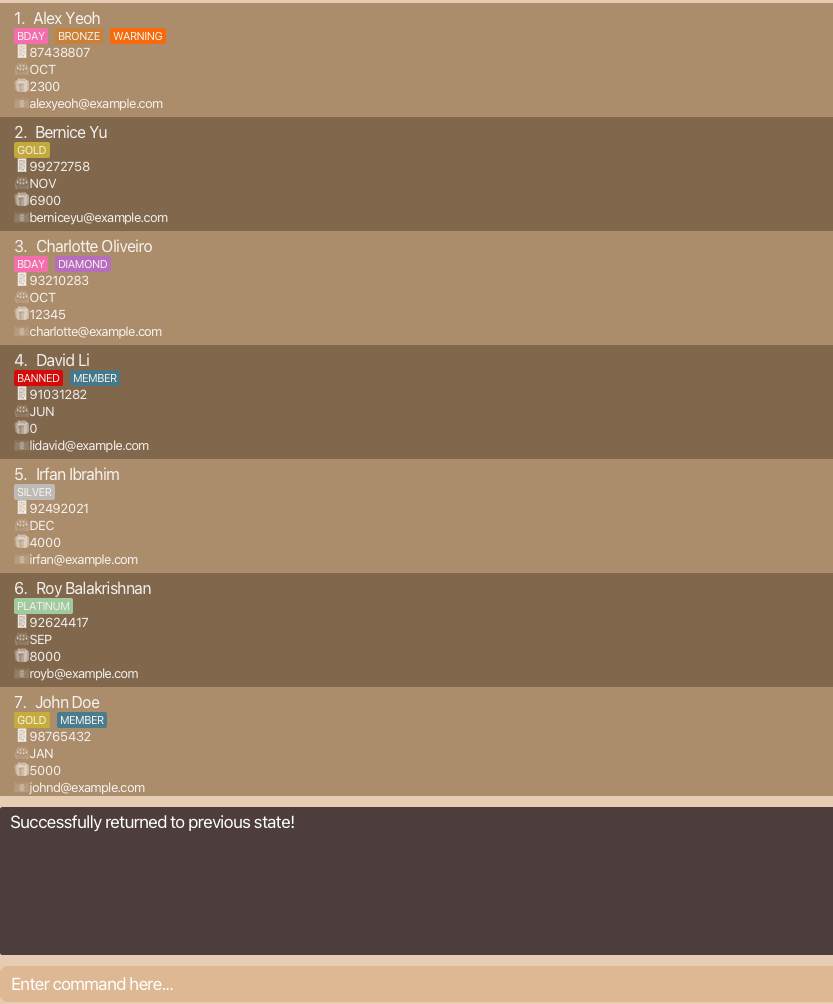 1. Alex Yeoh
BDAY BRONZE WARNING
87438807
OCT
2300
alexyeoh@example.com
2. Bernice Yu
GOLD
99272758
NOV
6900
berniceyu@example.com
3. Charlotte Oliveiro
BDAY DIAMOND
93210283
OCT
12345
charlotte@example.com
4. David Li
BANNED MEMBER
91031282
JUN
0
lidavid@example.com
5. Irfan Ibrahim
SILVER
92492021
DEC
4000
irfan@example.com
6. Roy Balakrishnan
PLATINUM
92624417
SEP
8000
royb@example.com
7. John Doe
GOLD MEMBER
98765432
JAN
5000
johnd@example.com
Successfully returned to previous state!
Enter command here...